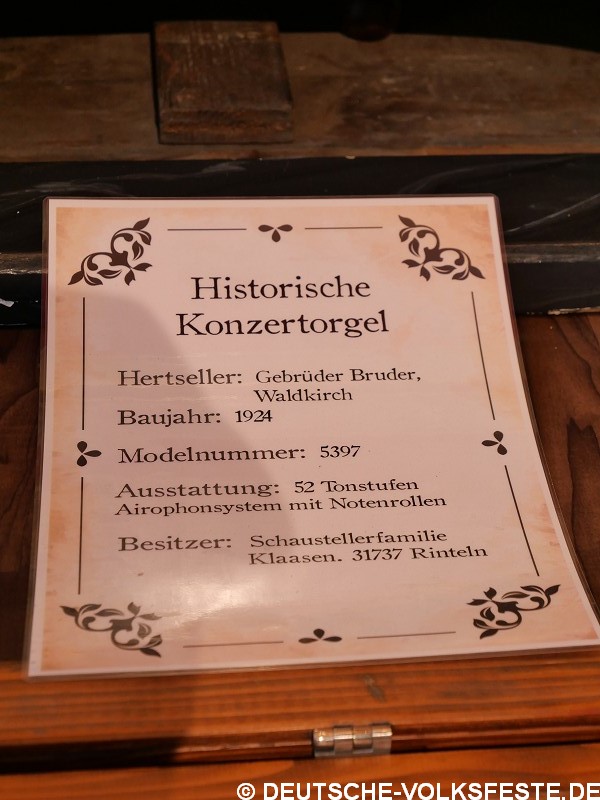 Historische
Konzertorgel
Hertseller: Gebrüder Bruder,
Waldkirch
Baujahr: 1924
Modelnummer: 5397
Ausstattung: 52 Tonstufen
Airophonsystem mit Notenrollen
Besitzer: Schaustellerfamilie
Klaasen. 31737 Rinteln
© DEUTSCHE-VOLKSFESTE.DE